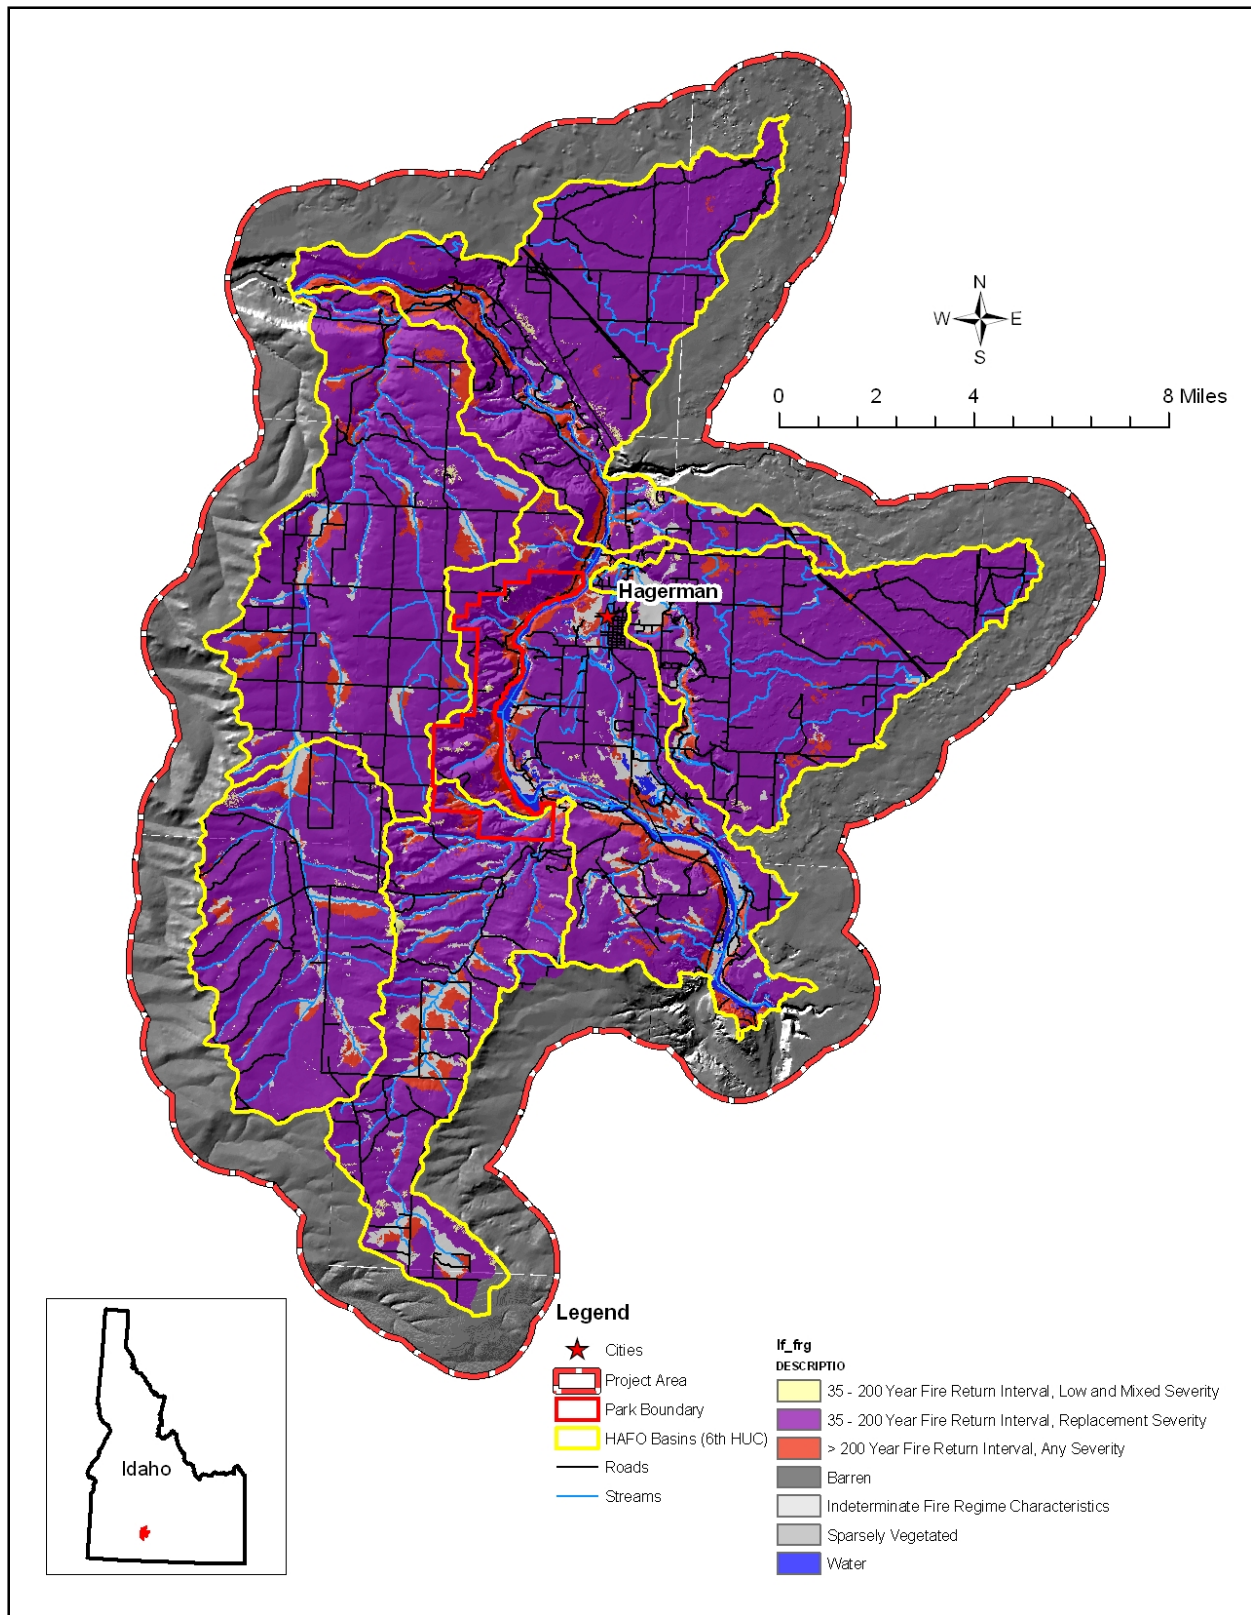 N
W E
S
0 2 4 8 Miles
Hagerman
Legend
Cities
Project Area
Park Boundary
HAFO Basins (6th HUC)
Roads
Streams
lf_frg
DESCRIPTIO
35 - 200 Year Fire Return Interval, Low and Mixed Severity
35 - 200 Year Fire Return Interval, Replacement Severity
> 200 Year Fire Return Interval, Any Severity
Barren
Indeterminate Fire Regime Characteristics
Sparsely Vegetated
Water
Idaho